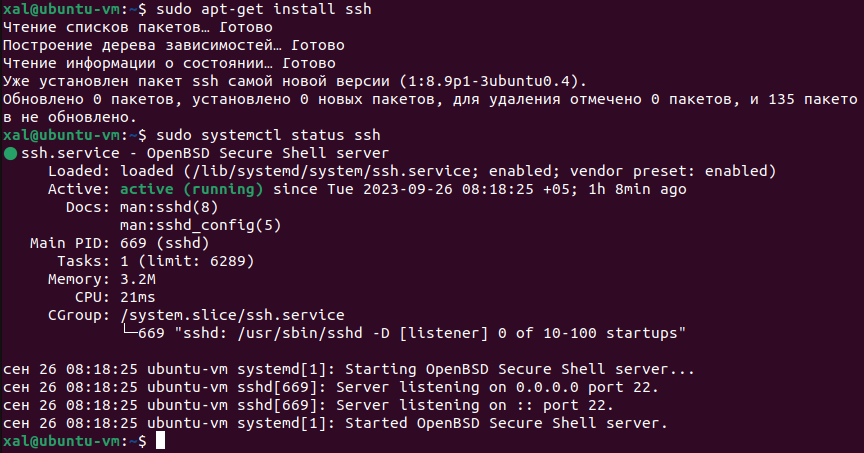 xal@ubuntu-vm:~$ sudo apt-get install ssh
Чтение списков пакетов… Готово
Построение дерева зависимостей… Готово
Чтение информации о состоянии… Готово
Уже установлен пакет ssh самой новой версии (1:8.9p1-3ubuntu0.4).
Обновлено 0 пакетов, установлено 0 новых пакетов, для удаления отмечено 0 пакетов, и 135 пакето
в не обновлено.
xal@ubuntu-vm:~$ sudo systemctl status ssh
● ssh.service - OpenBSD Secure Shell server
     Loaded: loaded (/lib/systemd/system/ssh.service; enabled; vendor preset: enabled)
     Active: active (running) since Tue 2023-09-26 08:18:25 +05; 1h 8min ago
       Docs: man:sshd(8)
             man:sshd_config(5)
   Main PID: 669 (sshd)
      Tasks: 1 (limit: 6289)
     Memory: 3.2M
        CPU: 21ms
     CGroup: /system.slice/ssh.service
             └─669 "sshd: /usr/sbin/sshd -D [listener] 0 of 10-100 startups"
сен 26 08:18:25 ubuntu-vm systemd[1]: Starting OpenBSD Secure Shell server...
сен 26 08:18:25 ubuntu-vm sshd[669]: Server listening on 0.0.0.0 port 22.
сен 26 08:18:25 ubuntu-vm sshd[669]: Server listening on :: port 22.
сен 26 08:18:25 ubuntu-vm systemd[1]: Started OpenBSD Secure Shell server.
xal@ubuntu-vm:~$